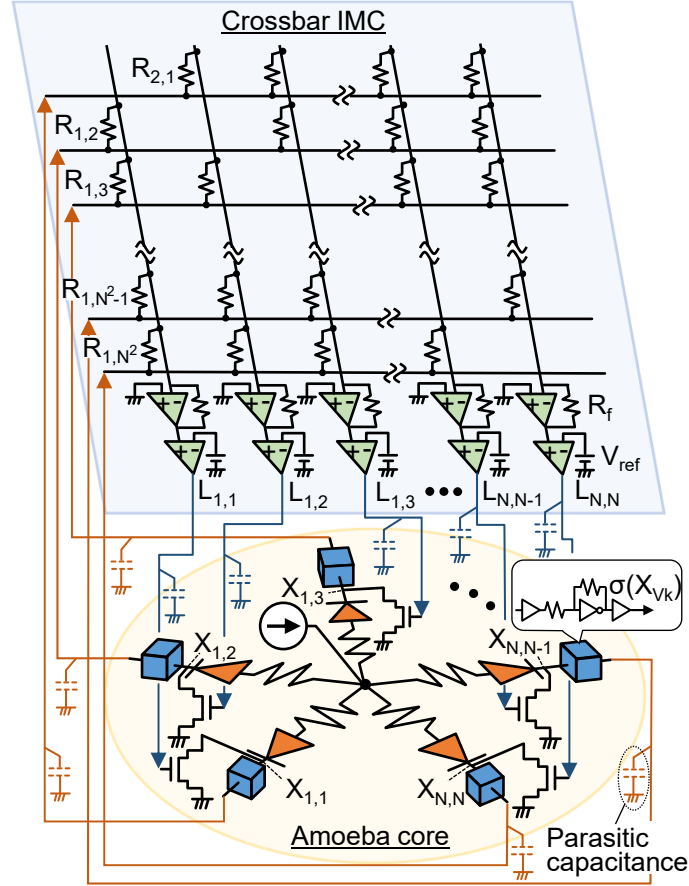 Crossbar IMC
R2,1
R1,2
R1,3
R1,N²-1
R1,N²
Rf
Vref
L1,1
L1,2
L1,3
LN,N-1
LN,N
X1,3
σ(XVk)
X1,2
XN,N-1
X1,1
XN,N
Amoeba core
Parasitic
capacitance